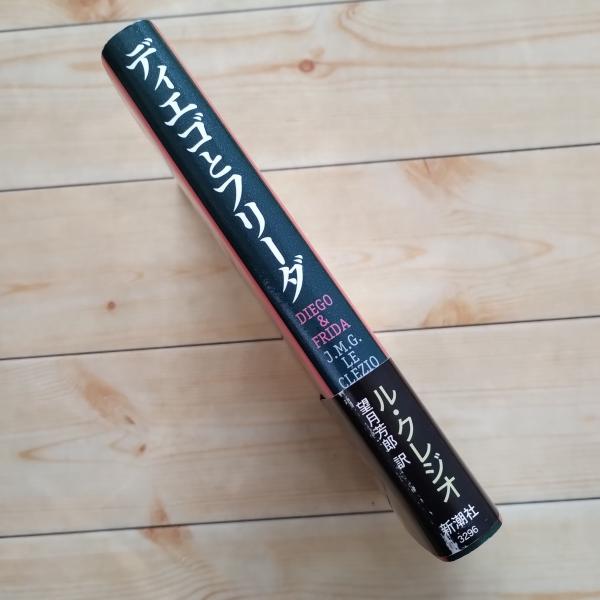 ディエゴとフリーダ
DIEGO
&
FRIDA
J.M.G.
LE
CLEZIO
ル・クレジオ
望月芳郎 訳
新潮社
3296